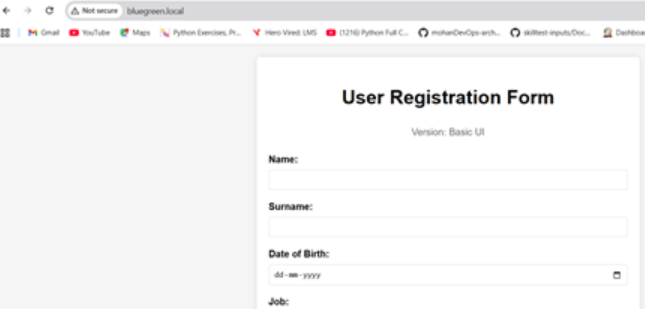 Not secure bluegreen.local
Gmail YouTube Maps Python Exercises, Pr... Hero Vired: LMS (1216) Python Full C... mohanDevOps-arch... skilltest-inputs/Doc... Dashboa
User Registration Form
Version: Basic UI
Name:
Surname:
Date of Birth:
dd-mm-yyyy
Job: